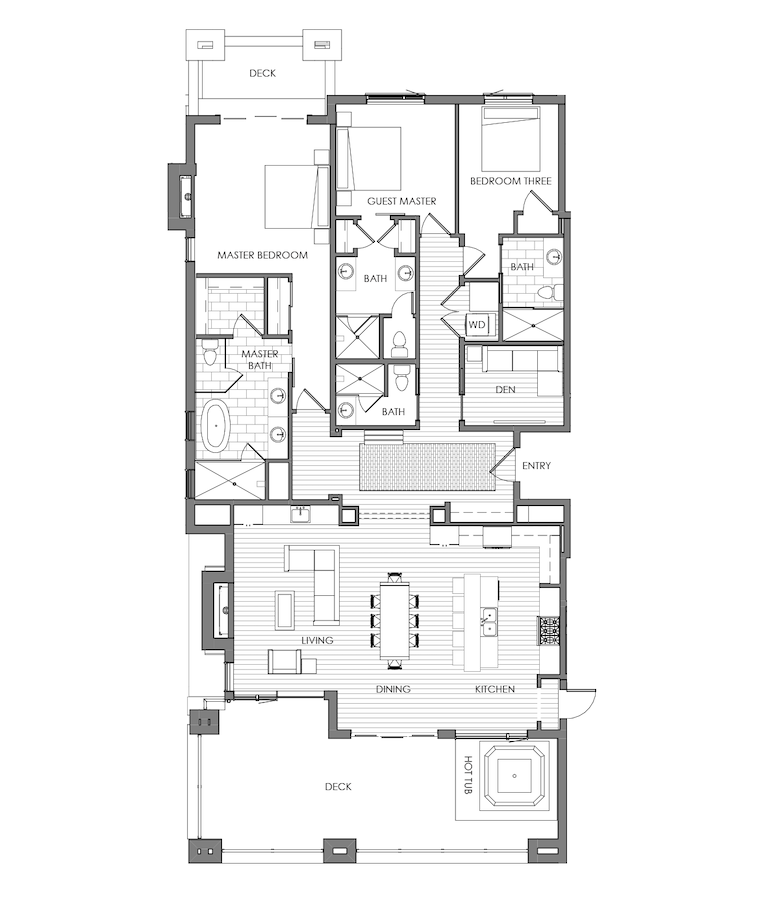 DECK
BEDROOM THREE
GUEST MASTER
MASTER BEDROOM
BATH
BATH
WD
MASTER
BATH
DEN
BATH
ENTRY
LIVING
DINING
KITCHEN
HOT TUB
DECK